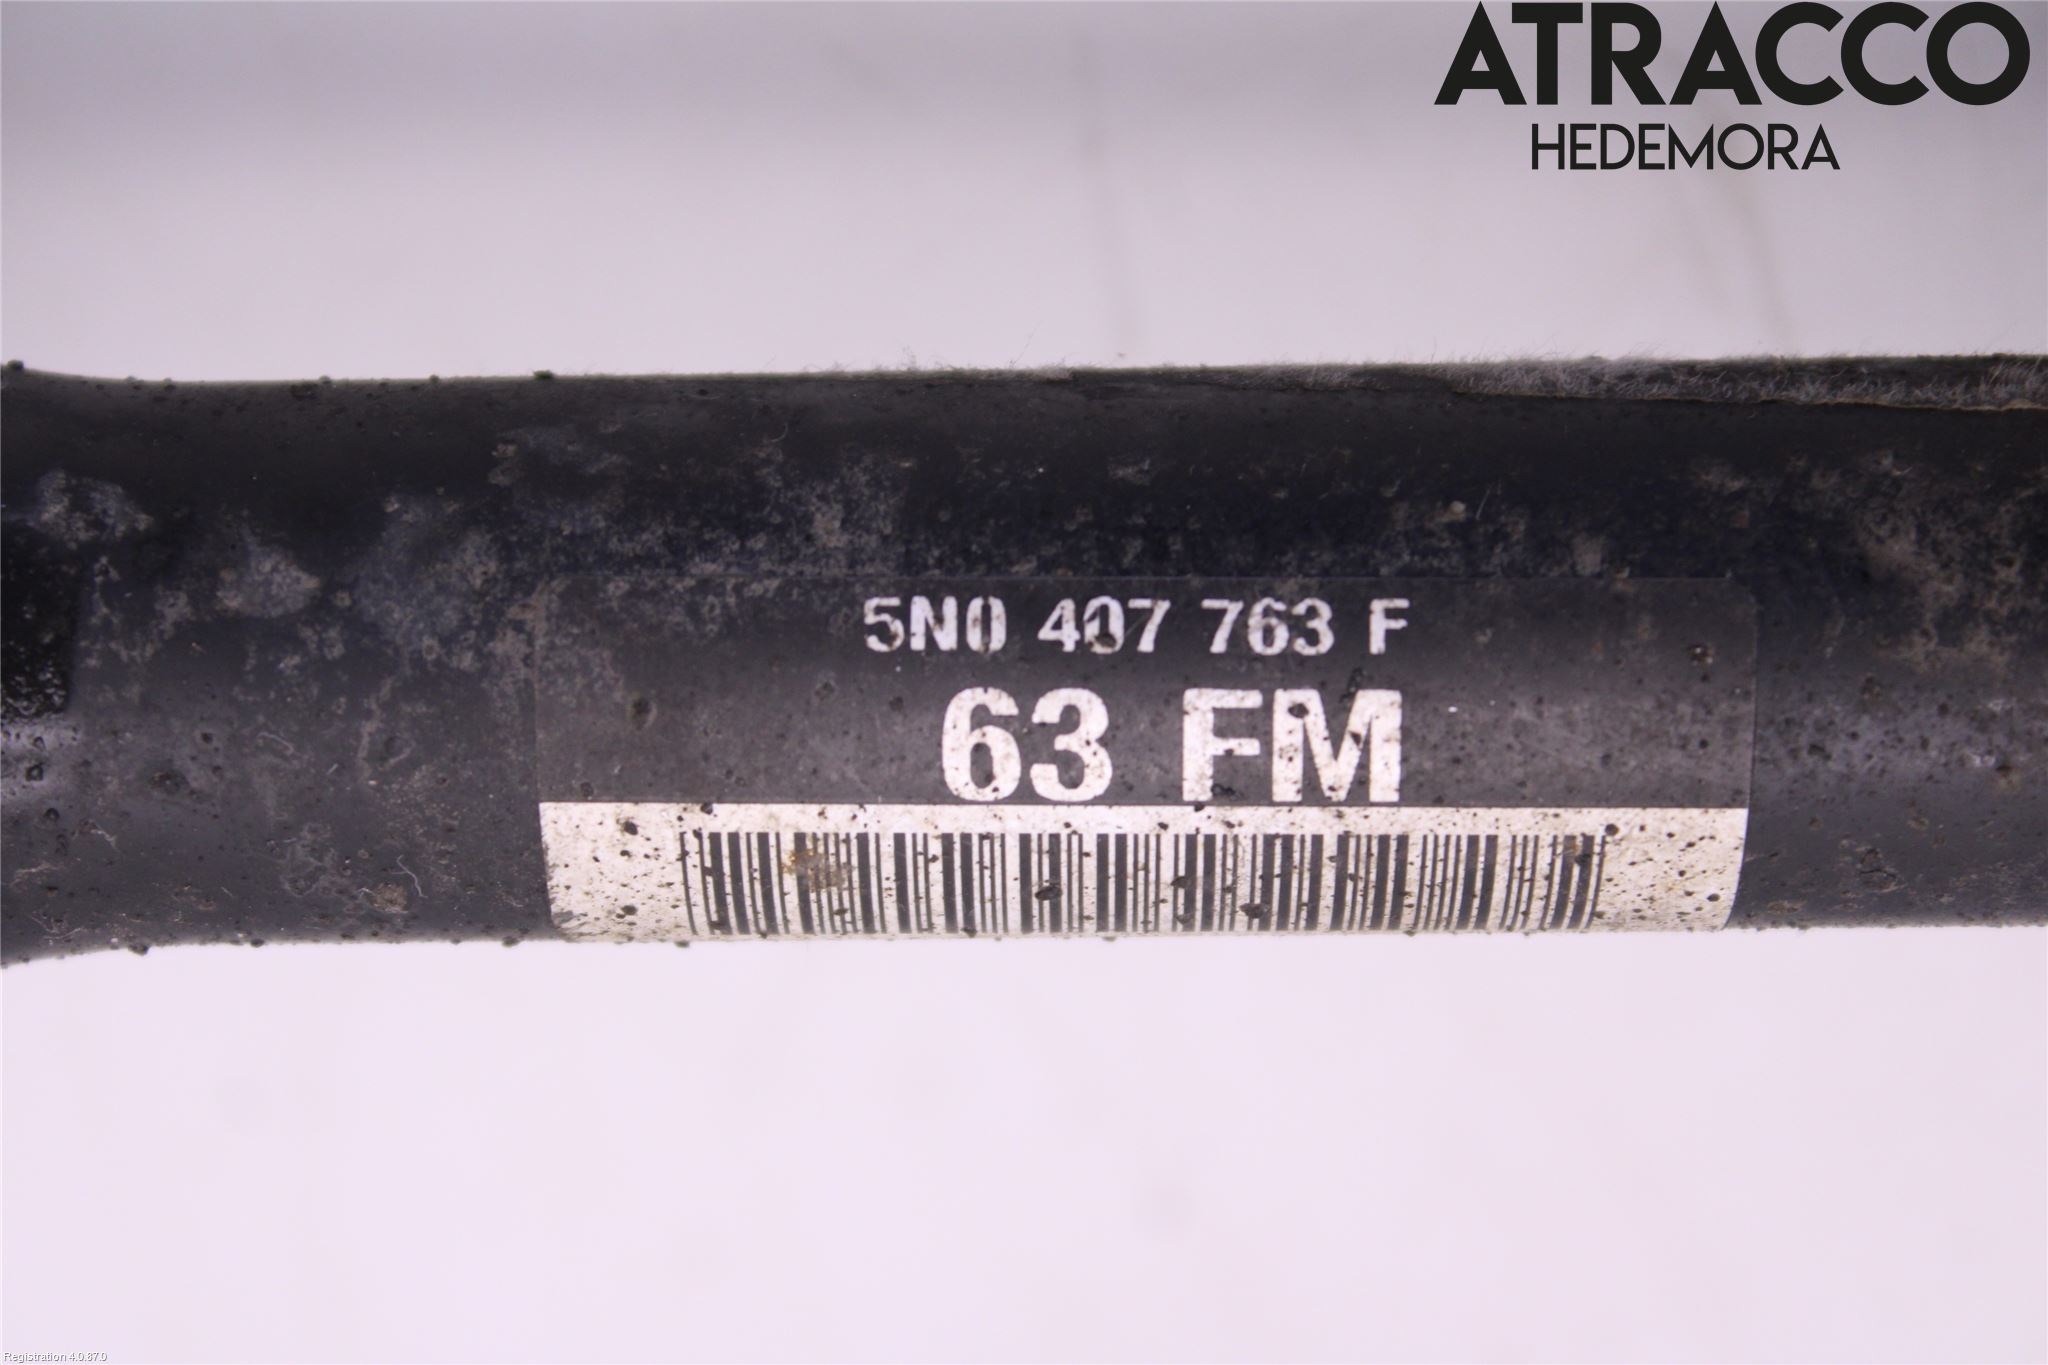 ATRACCO
HEDEMORA
5N0 407 763 F
63 FM
Registration 4.0.87.0